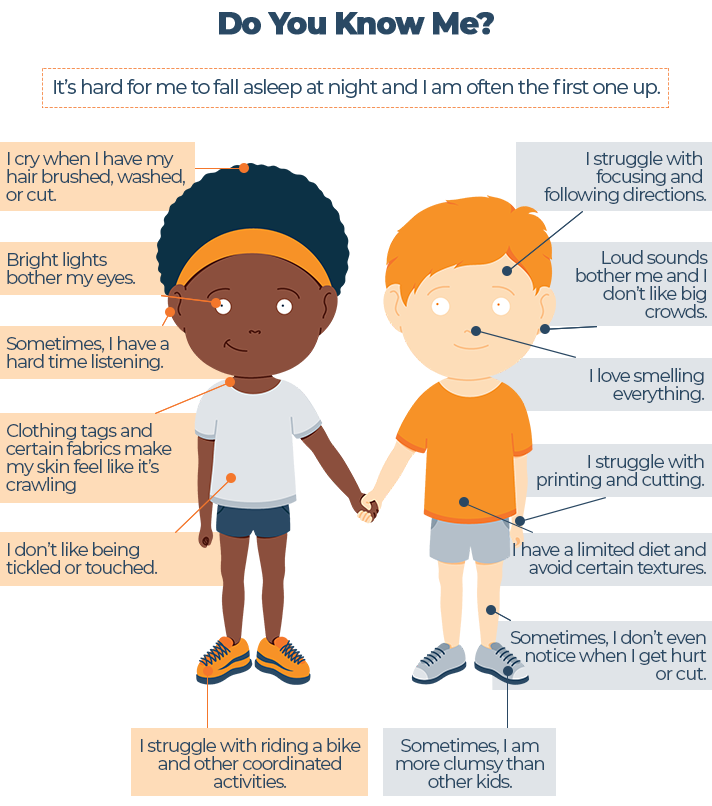 Do You Know Me?
It's hard for me to fall asleep at night and I am often the first one up.
I cry when I have my
hair brushed, washed,
or cut.
Bright lights
bother my eyes.
Sometimes, I have a
hard time listening.
Clothing tags and
certain fabrics make
my skin feel like it's
crawling
I don't like being
tickled or touched.
I struggle with riding a bike
and other coordinated
activities.
I struggle with
focusing and
following directions.
Loud sounds
bother me and I
don't like big
crowds.
I love smelling
everything.
I struggle with
printing and cutting.
I have a limited diet and
avoid certain textures.
Sometimes, I don't even
notice when I get hurt
or cut.
Sometimes, I am
more clumsy than
other kids.